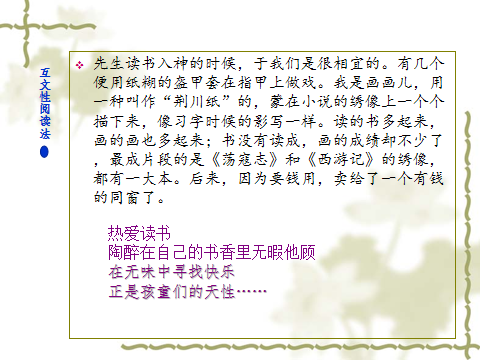 互文性阅读法
先生读书入神的时候，于我们是很相宜的。有几个
便用纸糊的盔甲套在指甲上做戏。我是画画儿，用
一种叫作“荆川纸”的，蒙在小说的绣像上一个个
描下来，像习字时候的影写一样。读的书多起来，
画的画也多起来；书没有读成，画的成绩却不少了
，最成片段的是《荡寇志》和《西游记》的绣像，
都有一大本。后来，因为要钱用，卖给了一个有钱
的同窗了。
热爱读书
陶醉在自己的书香里无暇他顾
在无味中寻找快乐
正是孩童们的天性……